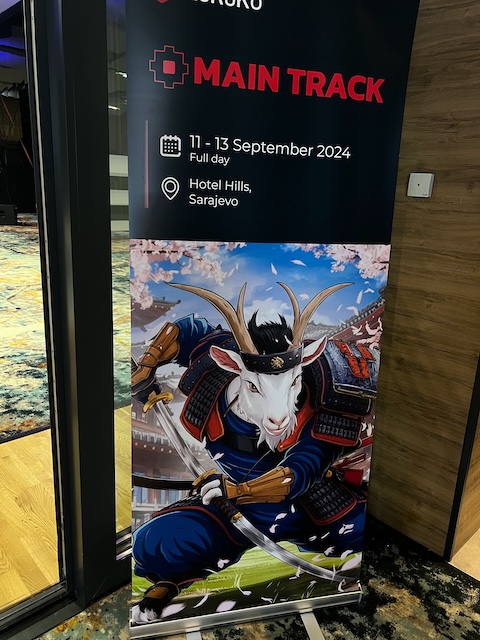 MAIN TRACK
11 - 13 September 2024
Full day
Hotel Hills,
Sarajevo